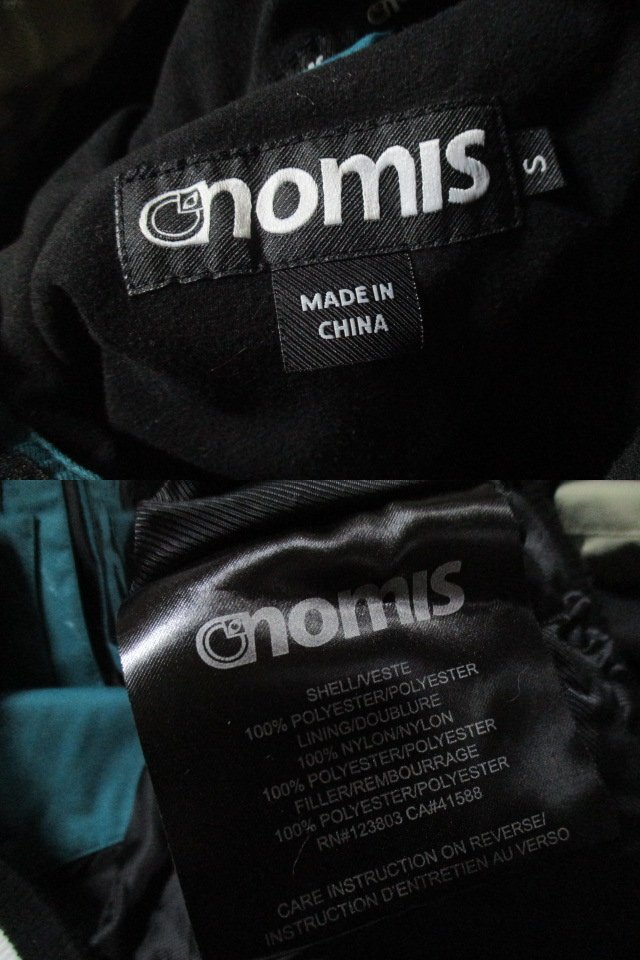 nomis
S
MADE IN
CHINA
nomis
SHELL/VESTE
100% POLYESTER/POLYESTER
LINING/DOUBLURE
100% NYLON/NYLON
100% POLYESTER/POLYESTER
FILLER/REMBOURRAGE
100% POLYESTER/POLYESTER
RN#123803 CA#41588
CARE INSTRUCTION ON REVERSE/
INSTRUCTION D'ENTRETIEN AU VERSO